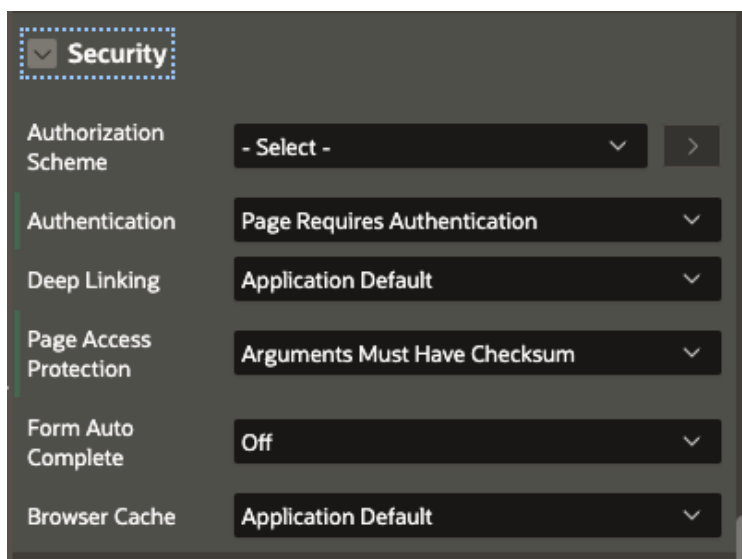 Security
Authorization
Scheme
- Select -
Authentication
Page Requires Authentication
Deep Linking
Application Default
Page Access
Protection
Arguments Must Have Checksum
Form Auto
Complete
Off
Browser Cache
Application Default